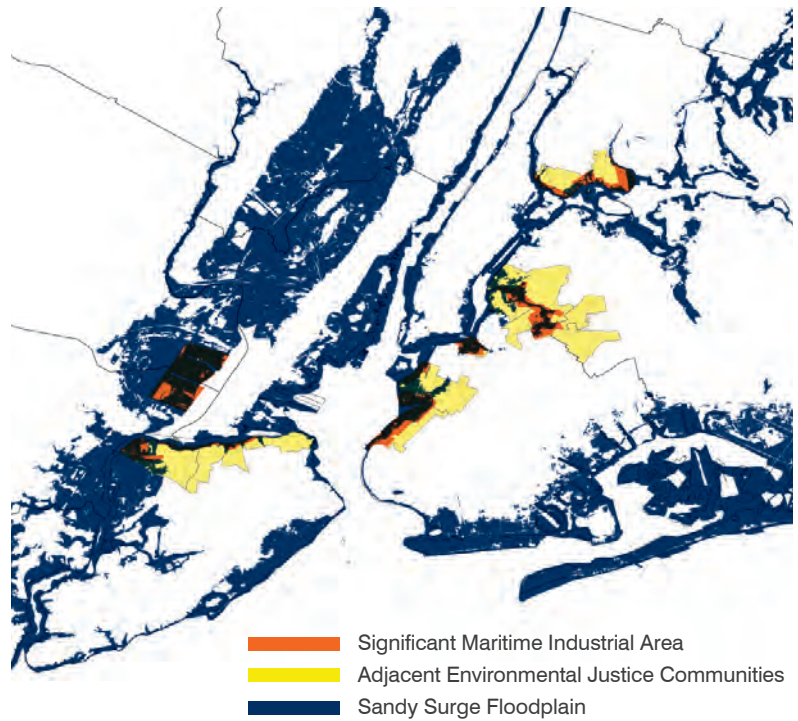 Significant Maritime Industrial Area
Adjacent Environmental Justice Communities
Sandy Surge Floodplain